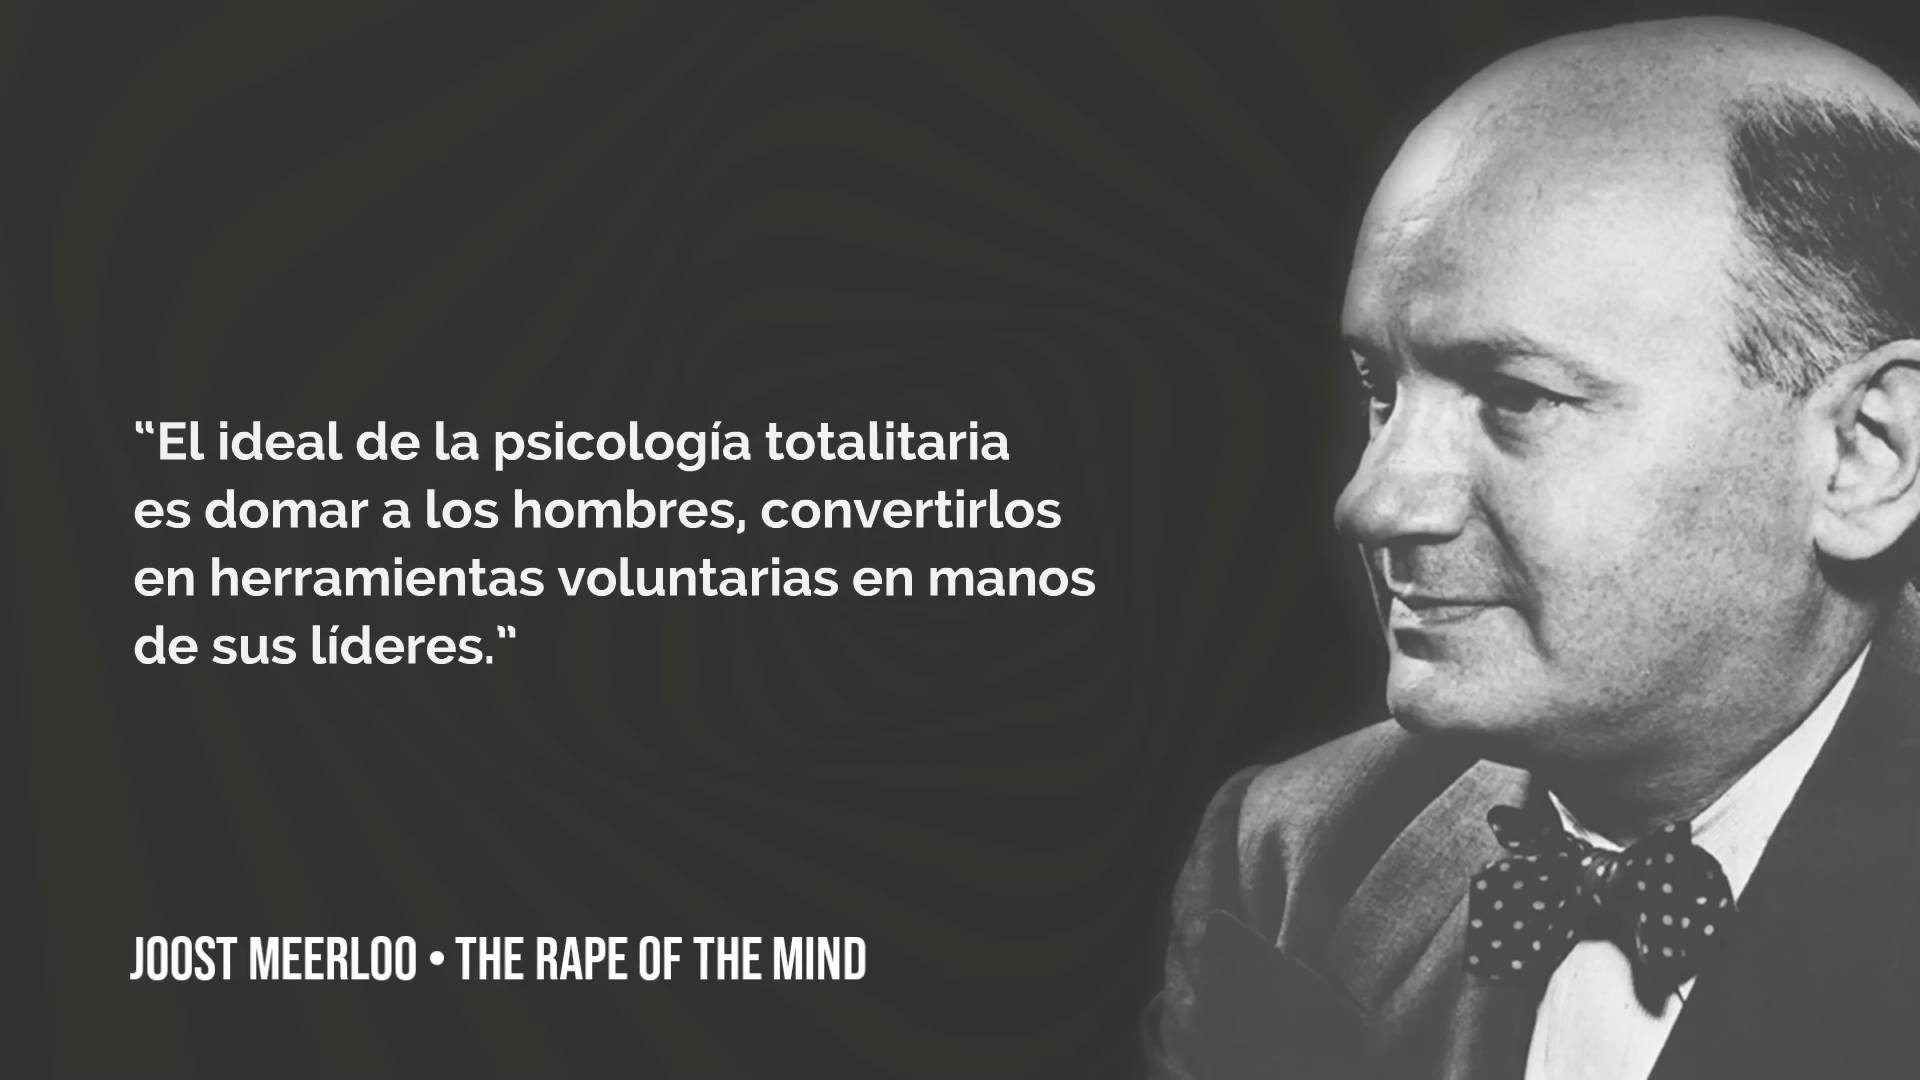 “El ideal de la psicología totalitaria
es domar a los hombres, convertirlos
en herramientas voluntarias en manos
de sus líderes.”
JOOST MEERLOO • THE RAPE OF THE MIND